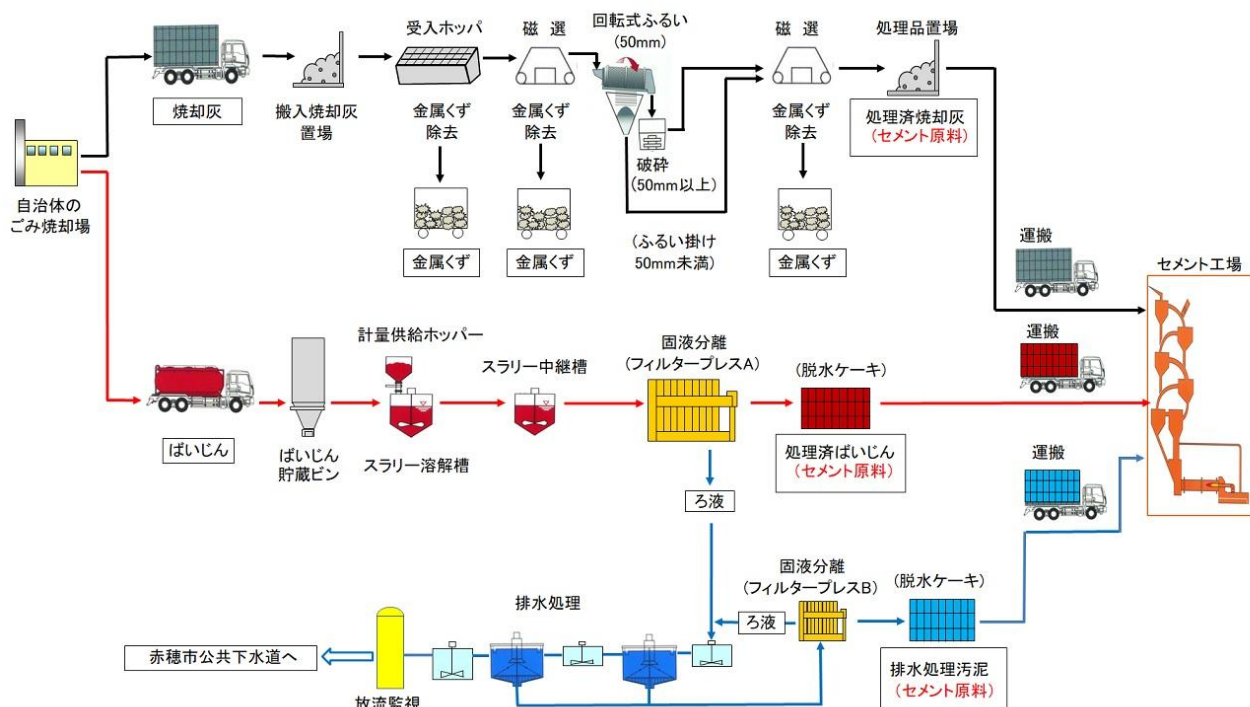 受入ホッパ
磁 選
回転式ふるい
(50mm)
磁 選
処理品置場
焼却灰
搬入焼却灰
置場
金属くず
除去
金属くず
除去
破砕
(50mm以上)
金属くず
除去
処理済焼却灰
(セメント原料)
自治体の
ごみ焼却場
金属くず
金属くず
(ふるい掛け
50mm未満)
金属くず
運搬
セメント工場
計量供給ホッパー
スラリー中継槽
固液分離
(フィルタープレスA)
(脱水ケーキ)
運搬
ばいじん
ばいじん
貯蔵ビン
スラリー溶解槽
処理済ばいじん
(セメント原料)
運搬
ろ液
固液分離
(フィルタープレスB)
(脱水ケーキ)
排水処理
ろ液
赤穂市公共下水道へ
放流監視
排水処理汚泥
(セメント原料)